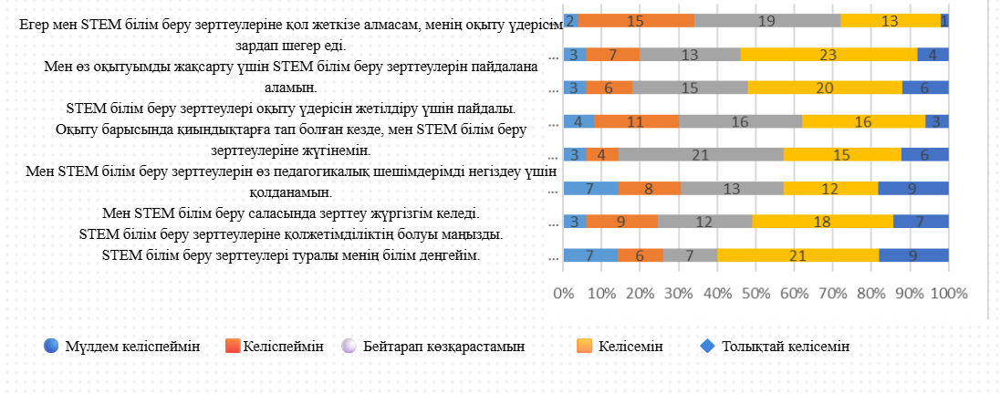 Егер мен STEM білім беру зерттеулеріне қол жеткізе алмасам, менің оқыту үдерісім
зардап шегер еді.
Мен өз оқытуымды жақсарту үшін STEM білім беру зерттеулерін пайдалана
аламын.
STEM білім беру зерттеулері оқыту үдерісін жетілдіру үшін пайдалы.
Оқыту барысында қиындықтарға тап болған кезде, мен STEM білім беру
зерттеулеріне жүгінемін.
Мен STEM білім беру зерттеулерін өз педагогикалық шешімдерімді негіздеу үшін
қолданамын.
Мен STEM білім беру саласында зерттеу жүргізгім келеді.
STEM білім беру зерттеулеріне қолжетімділіктің болуы маңызды.
STEM білім беру зерттеулері туралы менің білім деңгейім.
2 15 19 13 1
... 3 7 13 23 4
... 3 6 15 20 6
... 4 11 16 16 3
... 3 4 21 15 6
... 7 8 13 12 9
... 3 9 12 18 7
... 7 6 7 21 9
0% 10% 20% 30% 40% 50% 60% 70% 80% 90% 100%
Мүлдем келіспеймін Келіспеймін Бейтарап көзқарастамын Келісемін Толықтай келісемін